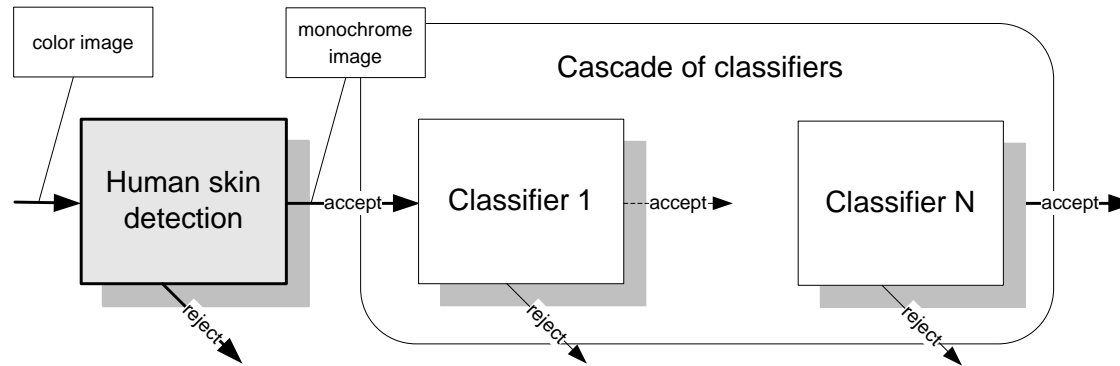 color image
monochrome
image
Cascade of classifiers
Human skin
detection
accept
Classifier 1
accept
Classifier N
accept
reject
reject
reject